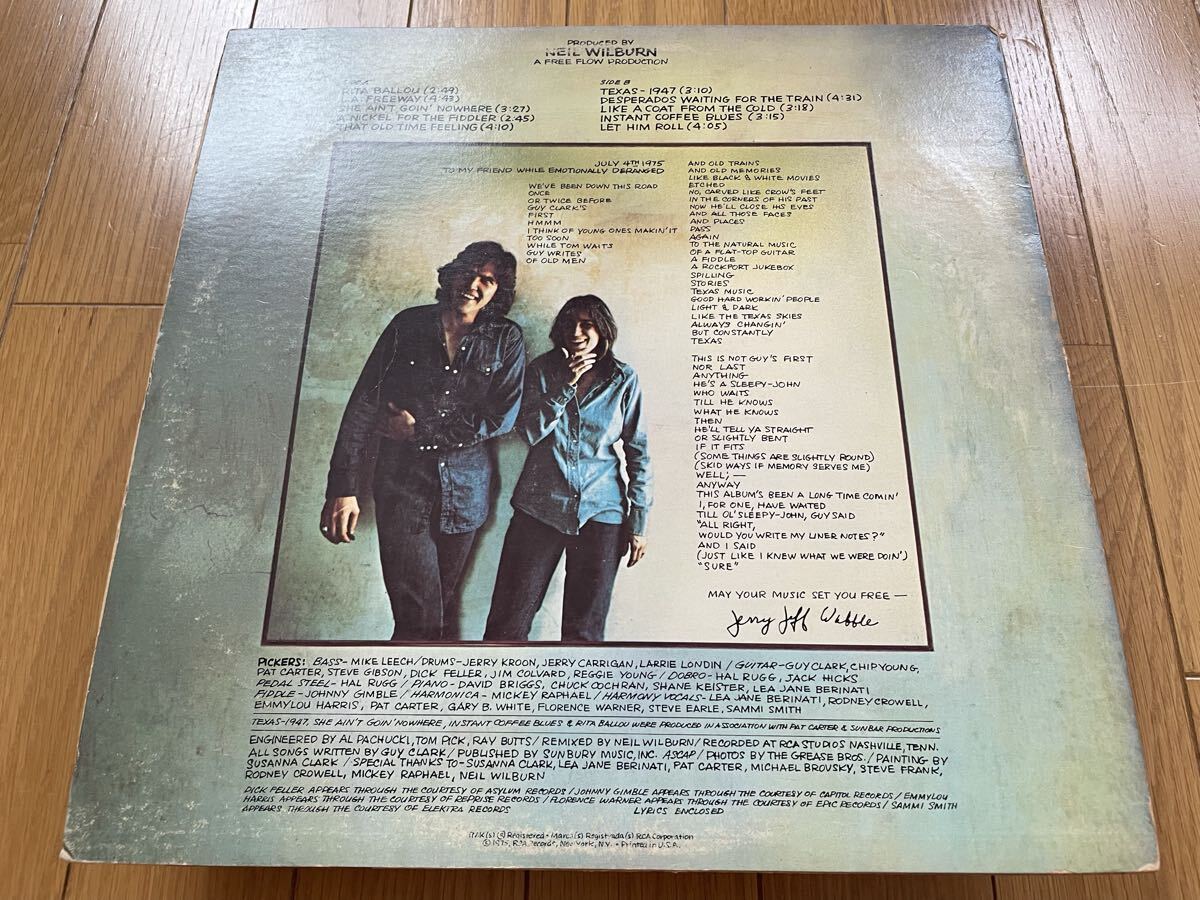 PRODUCED BY
NEIL WILBURN
A FREE FLOW PRODUCTION
RITA BALLOU (2:49)
L.A. FREEWAY (4:43)
SHE AIN'T GOIN' NOWHERE (3:27)
A NICKEL FOR THE FIDDLER (2:45)
THAT OLD TIME FEELING (4:10)
SIDE B
TEXAS-1947 (3:10)
DESPERADOS WAITING FOR THE TRAIN (4:31)
LIKE A COAT FROM THE COLD (3:18)
INSTANT COFFEE BLUES (3:15)
LET HIM ROLL (4:05)
JULY 4TH 1975
TO MY FRIEND WHILE EMOTIONALLY DERANGED
WE'VE BEEN DOWN THIS ROAD
ONCE
OR TWICE BEFORE
GUY CLARK'S
FIRST
HMMM
I THINK OF YOUNG ONES MAKIN' IT
TOO SOON
WHILE TOM WAITS
GUY WRITES
OF OLD MEN
AND OLD TRAINS
AND OLD MEMORIES
LIKE BLACK & WHITE MOVIES
ETCHED
NO, CARVED LIKE CROW'S FEET
IN THE CORNERS OF HIS PAST
NOW HE'LL CLOSE HIS EYES
AND ALL THOSE FACES
AND PLACES
PASS
AGAIN
TO THE NATURAL MUSIC
OF A FLAT-TOP GUITAR
A FIDDLE
A ROCKPORT JUKEBOX
SPILLING
STORIES
TEXAS MUSIC
GOOD HARD WORKIN' PEOPLE
LIGHT & DARK
LIKE THE TEXAS SKIES
ALWAYS CHANGIN'
BUT CONSTANTLY
TEXAS
THIS IS NOT GUY'S FIRST
NOR LAST
ANYTHING
HE'S A SLEEPY-JOHN
WHO WAITS
TILL HE KNOWS
WHAT HE KNOWS
THEN
HE'LL TELL YA STRAIGHT
OR SLIGHTLY BENT
IF IT FITS
(SOME THINGS ARE SLIGHTLY ROUND)
(SKID WAYS IF MEMORY SERVES ME)
WELL; —
ANYWAY
THIS ALBUM'S BEEN A LONG TIME COMIN'
I, FOR ONE, HAVE WAITED
TILL OL' SLEEPY-JOHN, GUY SAID
"ALL RIGHT,
WOULD YOU WRITE MY LINER NOTES?"
AND I SAID
(JUST LIKE I KNEW WHAT WE WERE DOIN')
"SURE"
MAY YOUR MUSIC SET YOU FREE —
Jerry Jeff Walker
PICKERS: BASS- MIKE LEECH/DRUMS-JERRY KROON, JERRY CARRIGAN, LARRIE LONDIN / GUITAR-GUY CLARK, CHIP YOUNG,
PAT CARTER, STEVE GIBSON, DICK FELLER, JIM COLVARD, REGGIE YOUNG / DOBRO- HAL RUGG, JACK HICKS
PEDAL STEEL- HAL RUGG / PIANO- DAVID BRIGGS, CHUCK COCHRAN, SHANE KEISTER, LEA JANE BERINATI
FIDDLE-JOHNNY GIMBLE / HARMONICA- MICKEY RAPHAEL / HARMONY VOCALS-LEA JANE BERINATI, RODNEY CROWELL,
EMMYLOU HARRIS, PAT CARTER, GARY B. WHITE, FLORENCE WARNER, STEVE EARLE, SAMMI SMITH
TEXAS-1947, SHE AIN'T GOIN' NOWHERE, INSTANT COFFEE BLUES & RITA BALLOU WERE PRODUCED IN ASSOCIATION WITH PAT CARTER & SUNBAR PRODUCTIONS
ENGINEERED BY AL PACHUCKI, TOM PICK, RAY BUTTS / REMIXED BY NEIL WILBURN / RECORDED AT RCA STUDIOS NASHVILLE, TENN.
ALL SONGS WRITTEN BY GUY CLARK / PUBLISHED BY SUNBURY MUSIC, INC. ASCAP / PHOTOS BY THE GREASE BROS. / PAINTING BY
SUSANNA CLARK / SPECIAL THANKS TO- SUSANNA CLARK, LEA JANE BERINATI, PAT CARTER, MICHAEL BROVSKY, STEVE FRANK,
RODNEY CROWELL, MICKEY RAPHAEL, NEIL WILBURN
DICK FELLER APPEARS THROUGH THE COURTESY OF ASYLUM RECORDS / JOHNNY GIMBLE APPEARS THROUGH THE COURTESY OF CAPITOL RECORDS / EMMYLOU
HARRIS APPEARS THROUGH THE COURTESY OF REPRISE RECORDS / FLORENCE WARNER APPEARS THROUGH THE COURTESY OF EPIC RECORDS / SAMMI SMITH
APPEARS THROUGH THE COURTESY OF ELEKTRA RECORDS LYRICS ENCLOSED
TMK(s) ® Registered • Marca(s) Registrada(s) RCA Corporation
© 1975, RCA Records, New York, N.Y. • Printed in U.S.A.